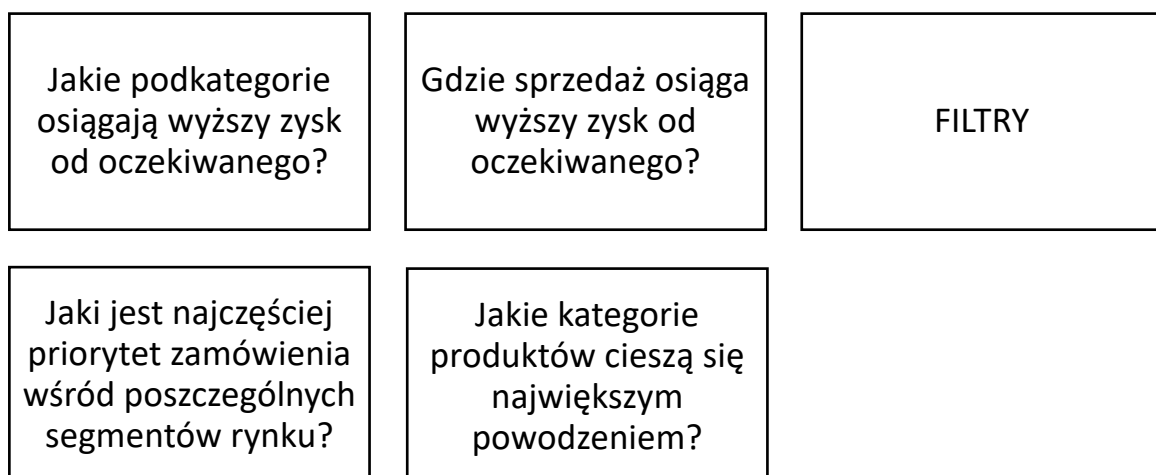 Jakie podkategorie
osiągają wyższy zysk
od oczekiwanego?
Gdzie sprzedaż osiąga
wyższy zysk od
oczekiwanego?
FILTRY
Jaki jest najczęściej
priorytet zamówienia
wśród poszczególnych
segmentów rynku?
Jakie kategorie
produktów cieszą się
największym
powodzeniem?